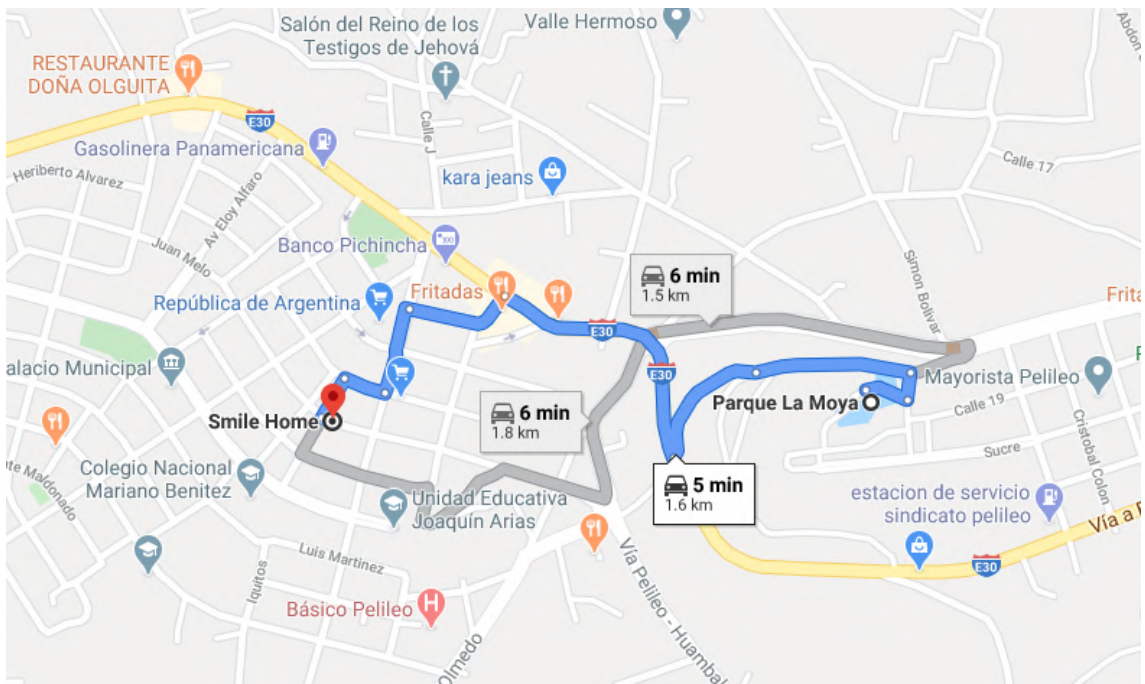 Salón del Reino de los
Testigos de Jehová
Valle Hermoso
RESTAURANTE
DOÑA OLGUITA
E30
Calle J
Gasolinera Panamericana
Heriberto Alvarez
Av Eloy Alfaro
kara jeans
Calle 17
Juan Melo
Banco Pichincha
Simon Bolivar
6 min
1.5 km
República de Argentina
Fritadas
E30
Frita
alacio Municipal
E30
Mayorista Pelileo
Parque La Moya
Calle 19
Smile Home
6 min
1.8 km
Sucre
Cristobal Colon
Colegio Nacional
Mariano Benitez
5 min
1.6 km
Unidad Educativa
Joaquín Arias
estacion de servicio
sindicato pelileo
Vía a
Luis Martinez
Iquitos
E30
Básico Pelileo
Vía Pelileo - Huambal
Olmedo